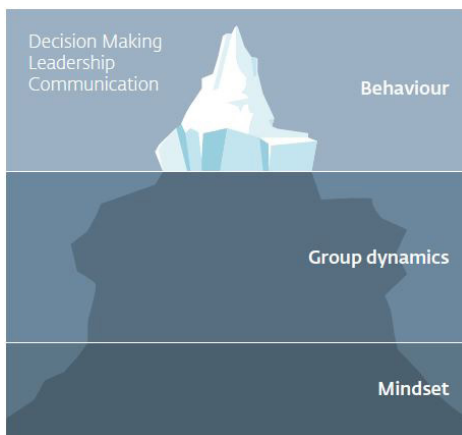 Decision Making
Leadership
Communication
Behaviour
Group dynamics
Mindset